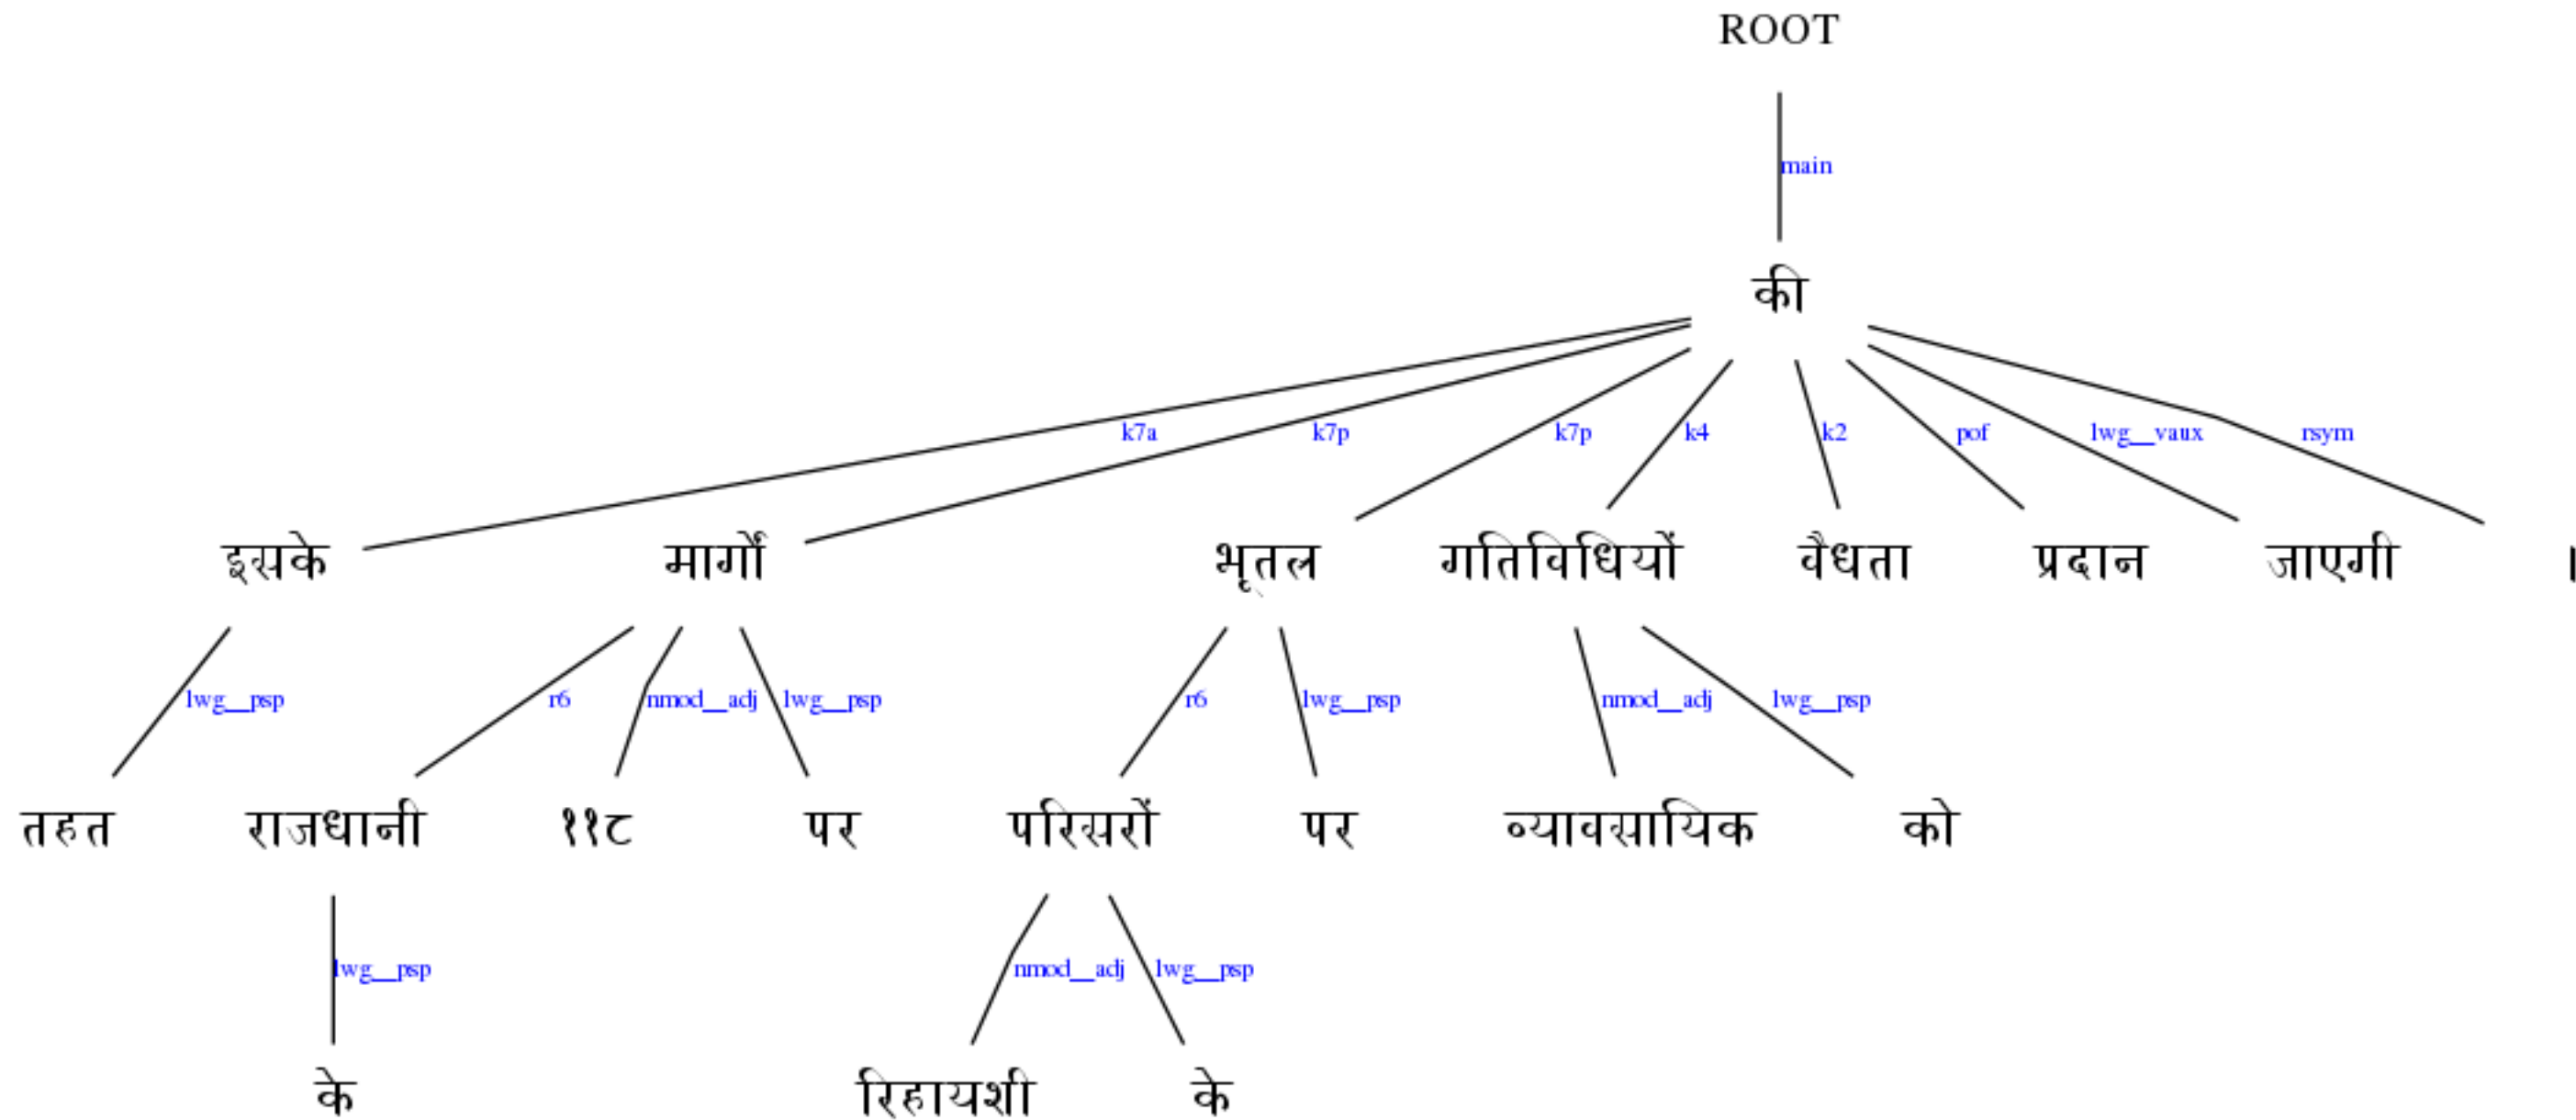 ROOT
main
की
k7a k7p k7p k4 k2 pof lwg__vaux rsym
इसके मार्गों भूतल गतिविधियों वैधता प्रदान जाएगी ।
lwg__psp r6 nmod__adj lwg__psp r6 lwg__psp nmod__adj lwg__psp
तहत राजधानी ११८ पर परिसरों पर व्यावसायिक को
lwg__psp nmod__adj lwg__psp
के रिहायशी के